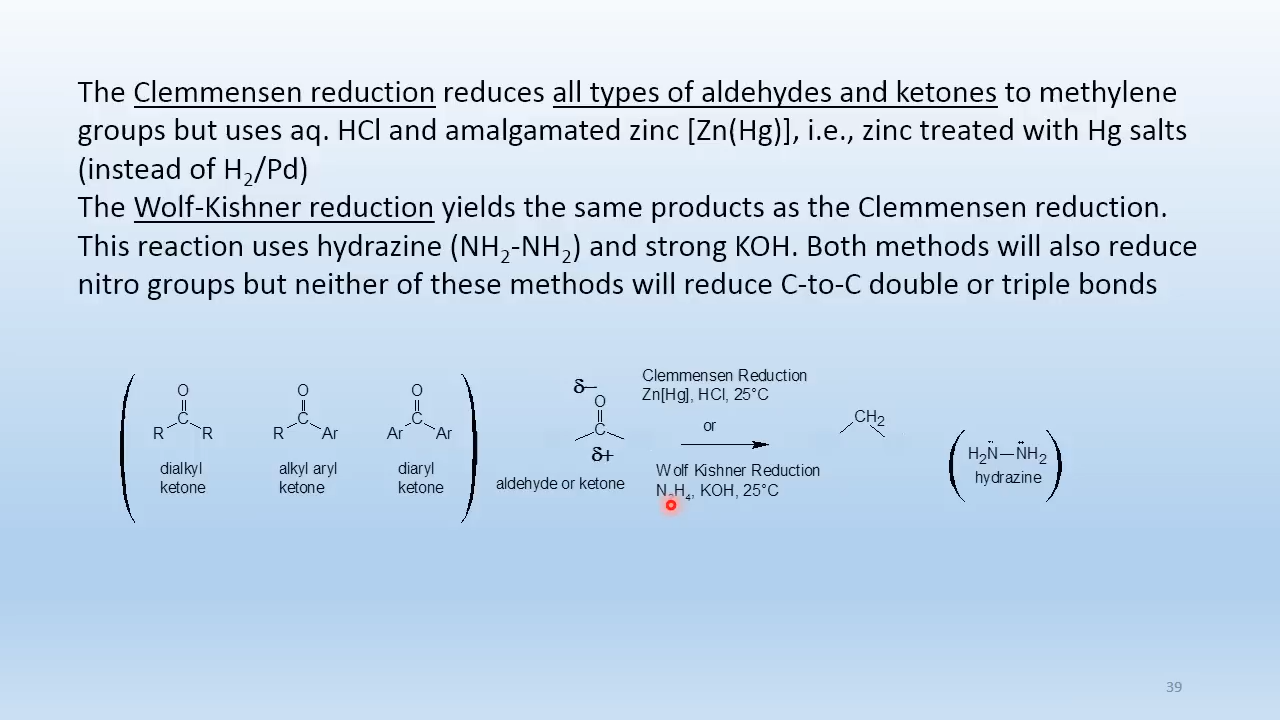 The Clemmensen reduction reduces all types of aldehydes and ketones to methylene
groups but uses aq. HCl and amalgamated zinc [Zn(Hg)], i.e., zinc treated with Hg salts
(instead of H₂/Pd)
The Wolf-Kishner reduction yields the same products as the Clemmensen reduction.
This reaction uses hydrazine (NH₂-NH₂) and strong KOH. Both methods will also reduce
nitro groups but neither of these methods will reduce C-to-C double or triple bonds
O
C
R R
dialkyl
ketone
O
C
R Ar
alkyl aryl
ketone
O
C
Ar Ar
diaryl
ketone
δ−
O
C
δ+
aldehyde or ketone
Clemmensen Reduction
Zn[Hg], HCl, 25°C
or
Wolf Kishner Reduction
N₂H₄, KOH, 25°C
CH₂
H₂N̈—N̈H₂
hydrazine
39